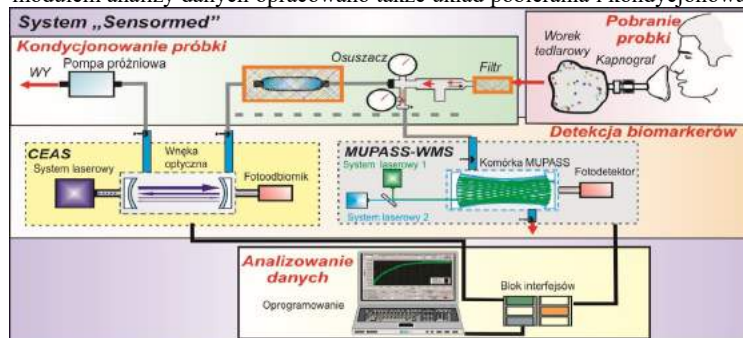 modułem analizy danych opracowano także układ pobierania i kondycjonowa
System „Sensormed”
Kondycjonowanie próbki
Pobranie
probki
WY
Pompa próżniowa
Osuszacz
Filtr
Worek
tedlarowy
Kapnograf
Detekcja biomarkerów
CEAS
System laserowy
Wnęka
optyczna
Fotoodbiornik
MUPASS-WMS
System laserowy 1
Komórka MUPASS
Fotodetektor
System laserowy 2
Analizowanie
danych
Oprogramowanie
Blok interfejsów